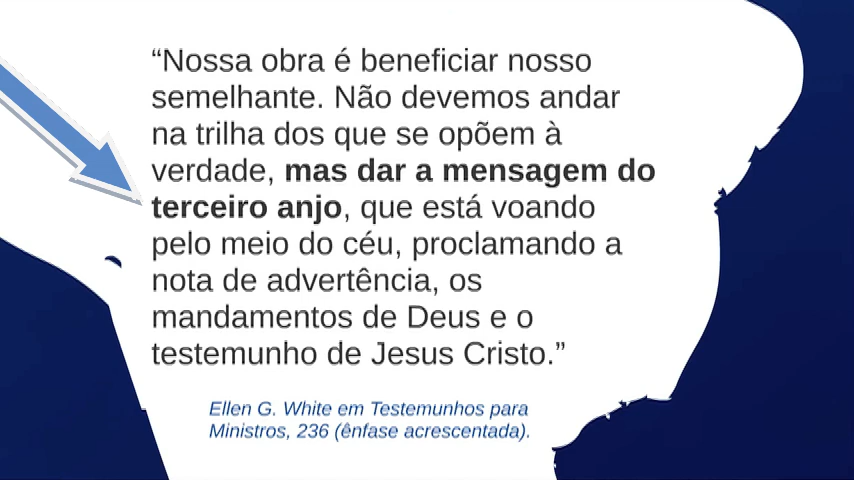 “Nossa obra é beneficiar nosso
semelhante. Não devemos andar
na trilha dos que se opõem à
verdade, mas dar a mensagem do
terceiro anjo, que está voando
pelo meio do céu, proclamando a
nota de advertência, os
mandamentos de Deus e o
testemunho de Jesus Cristo.”
Ellen G. White em Testemunhos para
Ministros, 236 (ênfase acrescentada).